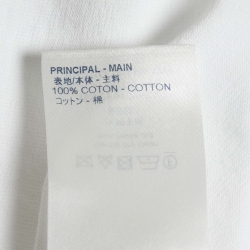 PRINCIPAL - MAIN
表地/本体 - 主料
100% COTON - COTTON
コットン - 棉